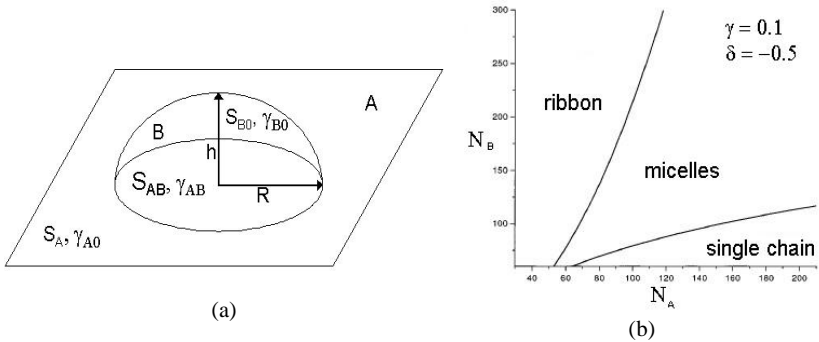 A
B
S_B0, γ_B0
h
S_AB, γ_AB
R
S_A, γ_A0
(a)
γ = 0.1
δ = −0.5
300
250
200
150
100
ribbon
micelles
single chain
N_B
40 60 80 100 120 140 160 180 200
N_A
(b)